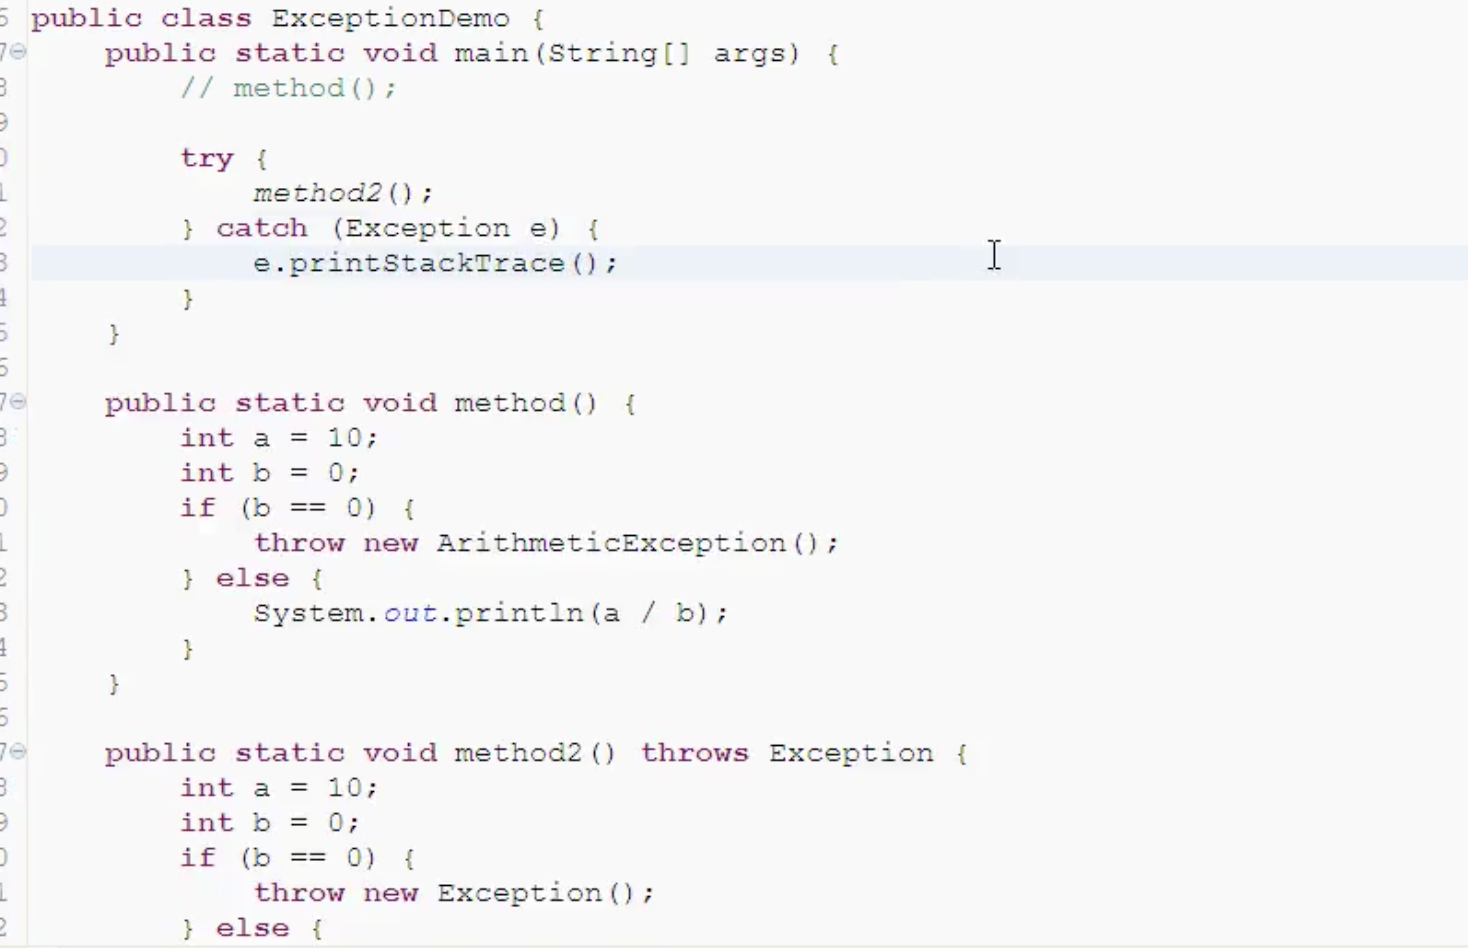 5 public class ExceptionDemo {
7 public static void main(String[] args) {
8 // method();
9
0 try {
1 method2();
2 } catch (Exception e) {
3 e.printStackTrace();
4 }
5 }
6
7 public static void method() {
8 int a = 10;
9 int b = 0;
0 if (b == 0) {
1 throw new ArithmeticException();
2 } else {
3 System.out.println(a / b);
4 }
5 }
6
7 public static void method2() throws Exception {
8 int a = 10;
9 int b = 0;
0 if (b == 0) {
1 throw new Exception();
2 } else {